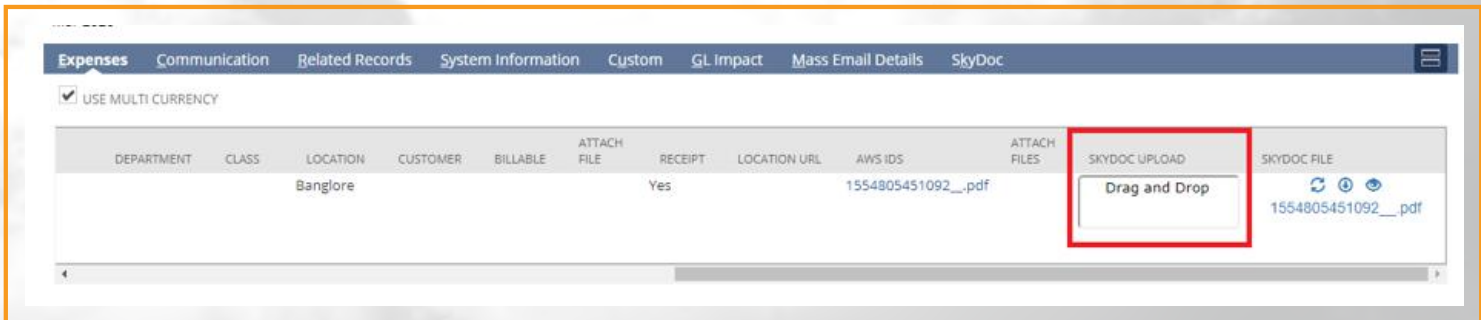 Expenses Communication Related Records System Information Custom GL Impact Mass Email Details SkyDoc
USE MULTI CURRENCY
DEPARTMENT CLASS LOCATION CUSTOMER BILLABLE ATTACH FILE RECEIPT LOCATION URL AWS IDS ATTACH FILES SKYDOC UPLOAD SKYDOC FILE
Banglore Yes 1554805451092__.pdf Drag and Drop
1554805451092__.pdf